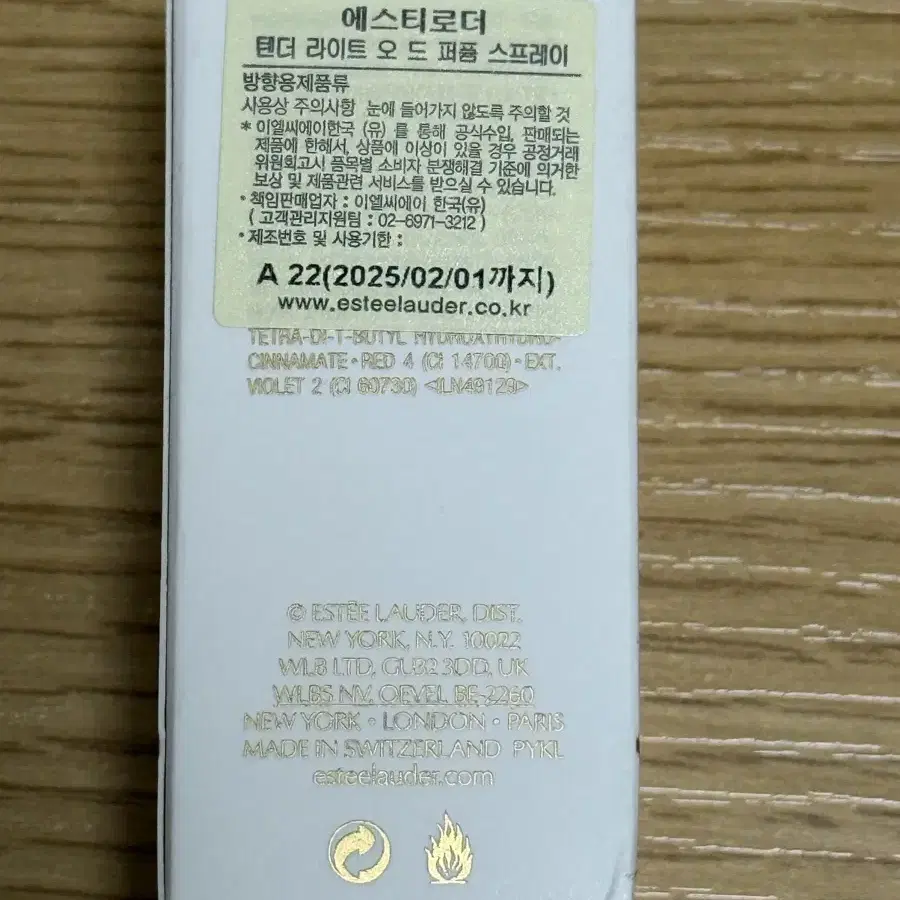 에스티로더
텐더 라이트 오 드 퍼퓸 스프레이
방향용제품류
사용상 주의사항 눈에 들어가지 않도록 주의할 것
* 이엘씨에이한국 (유) 를 통해 공식수입, 판매되는
제품에 한해서, 상품에 이상이 있을 경우 공정거래
위원회고시 품목별 소비자 분쟁해결 기준에 의거한
보상 및 제품관련 서비스를 받으실 수 있습니다.
* 책임판매업자 : 이엘씨에이 한국(유)
( 고객관리지원팀 : 02-6971-3212 )
* 제조번호 및 사용기한 :
A 22(2025/02/01까지)
www.esteelauder.co.kr
TETRA-DI-T-BUTYL HYDROXYHYDRO-
CINNAMATE • RED 4 (CI 14700) • EXT.
VIOLET 2 (CI 60730) <ILN49129>
© ESTĒE LAUDER, DIST.
NEW YORK, N.Y. 10022
WLB LTD. GU32 3DD, UK
WLBS NV. OEVEL BE-2260
NEW YORK • LONDON • PARIS
MADE IN SWITZERLAND PYKL
esteelauder.com